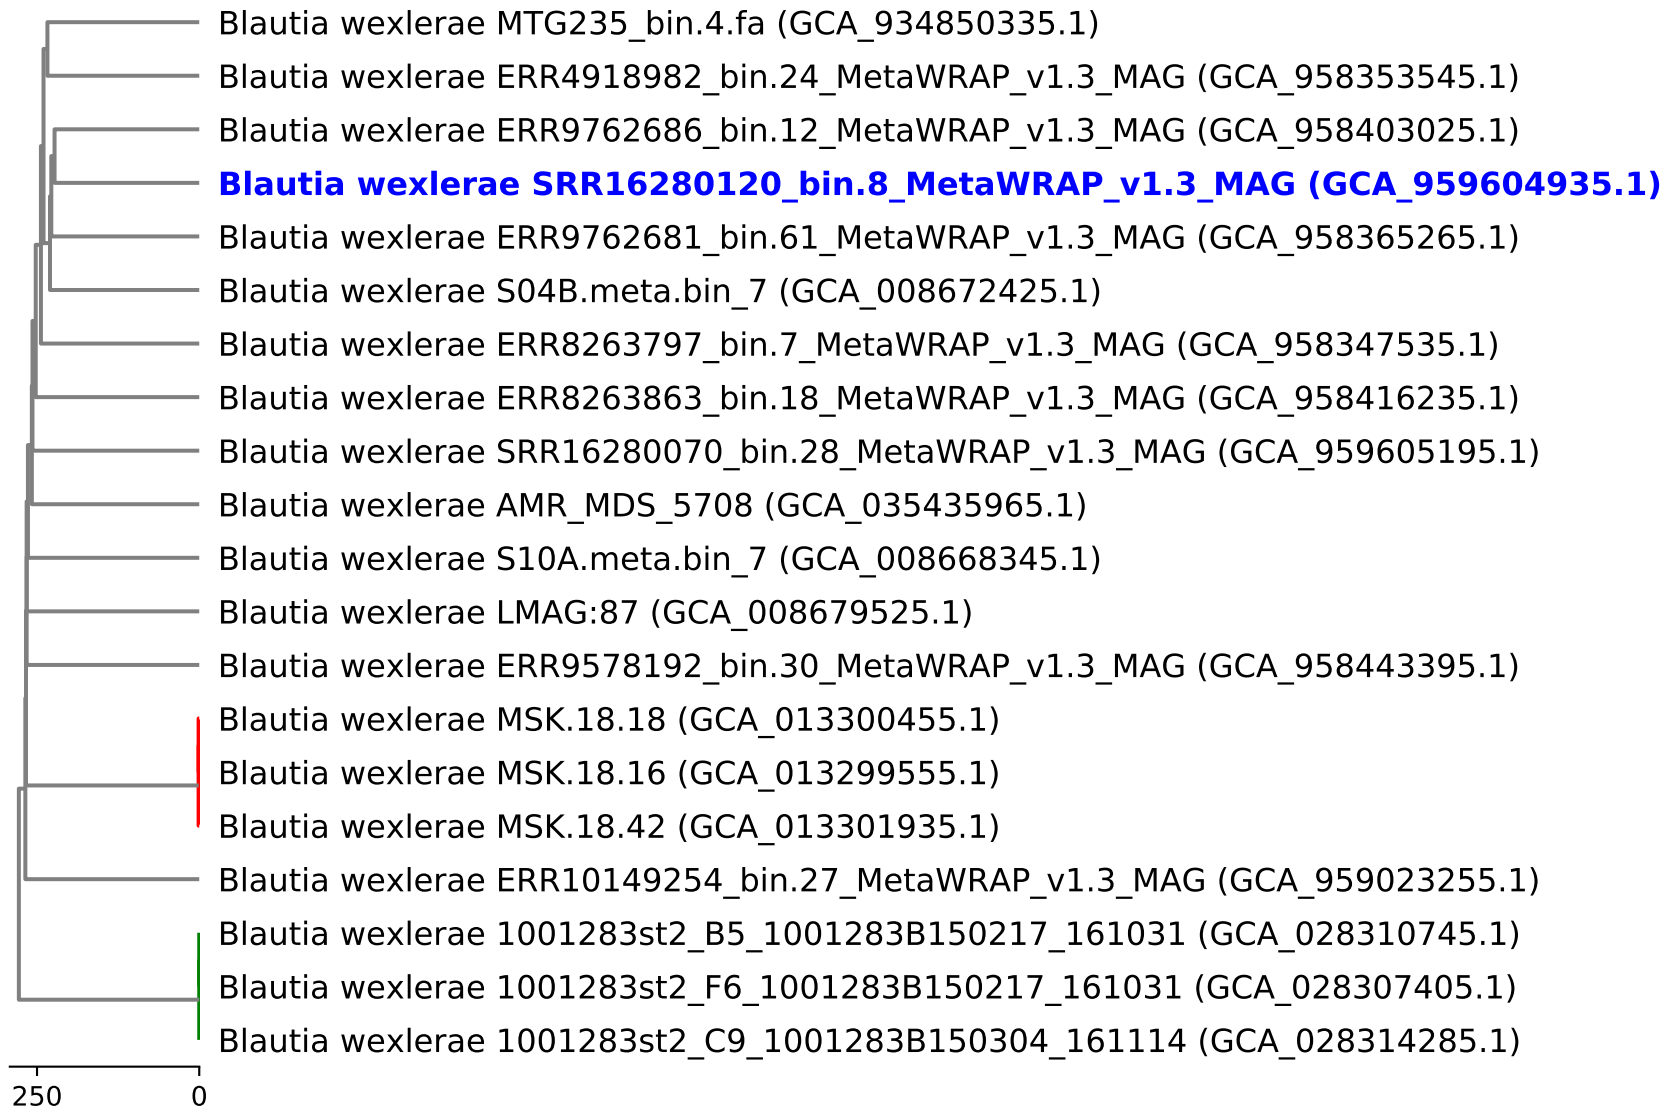 Blautia wexlerae MTG235_bin.4.fa (GCA_934850335.1)
Blautia wexlerae ERR4918982_bin.24_MetaWRAP_v1.3_MAG (GCA_958353545.1)
Blautia wexlerae ERR9762686_bin.12_MetaWRAP_v1.3_MAG (GCA_958403025.1)
Blautia wexlerae SRR16280120_bin.8_MetaWRAP_v1.3_MAG (GCA_959604935.1)
Blautia wexlerae ERR9762681_bin.61_MetaWRAP_v1.3_MAG (GCA_958365265.1)
Blautia wexlerae S04B.meta.bin_7 (GCA_008672425.1)
Blautia wexlerae ERR8263797_bin.7_MetaWRAP_v1.3_MAG (GCA_958347535.1)
Blautia wexlerae ERR8263863_bin.18_MetaWRAP_v1.3_MAG (GCA_958416235.1)
Blautia wexlerae SRR16280070_bin.28_MetaWRAP_v1.3_MAG (GCA_959605195.1)
Blautia wexlerae AMR_MDS_5708 (GCA_035435965.1)
Blautia wexlerae S10A.meta.bin_7 (GCA_008668345.1)
Blautia wexlerae LMAG:87 (GCA_008679525.1)
Blautia wexlerae ERR9578192_bin.30_MetaWRAP_v1.3_MAG (GCA_958443395.1)
Blautia wexlerae MSK.18.18 (GCA_013300455.1)
Blautia wexlerae MSK.18.16 (GCA_013299555.1)
Blautia wexlerae MSK.18.42 (GCA_013301935.1)
Blautia wexlerae ERR10149254_bin.27_MetaWRAP_v1.3_MAG (GCA_959023255.1)
Blautia wexlerae 1001283st2_B5_1001283B150217_161031 (GCA_028310745.1)
Blautia wexlerae 1001283st2_F6_1001283B150217_161031 (GCA_028307405.1)
Blautia wexlerae 1001283st2_C9_1001283B150304_161114 (GCA_028314285.1)
250 0